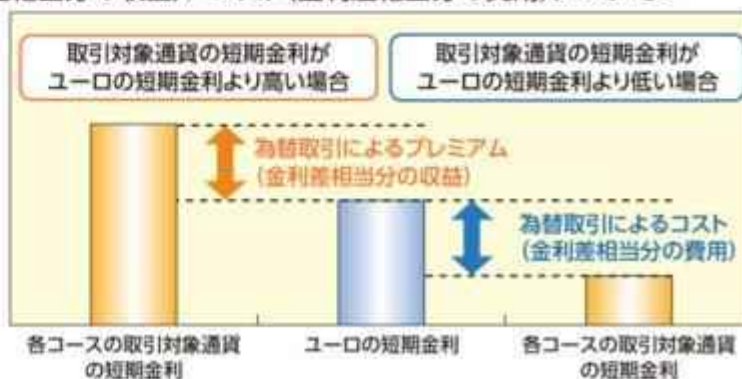 取引対象通貨の短期金利が
ユーロの短期金利より高い場合
取引対象通貨の短期金利が
ユーロの短期金利より低い場合
為替取引によるプレミアム
(金利差相当分の収益)
為替取引によるコスト
(金利差相当分の費用)
各コースの取引対象通貨
の短期金利
ユーロの短期金利
各コースの取引対象通貨
の短期金利